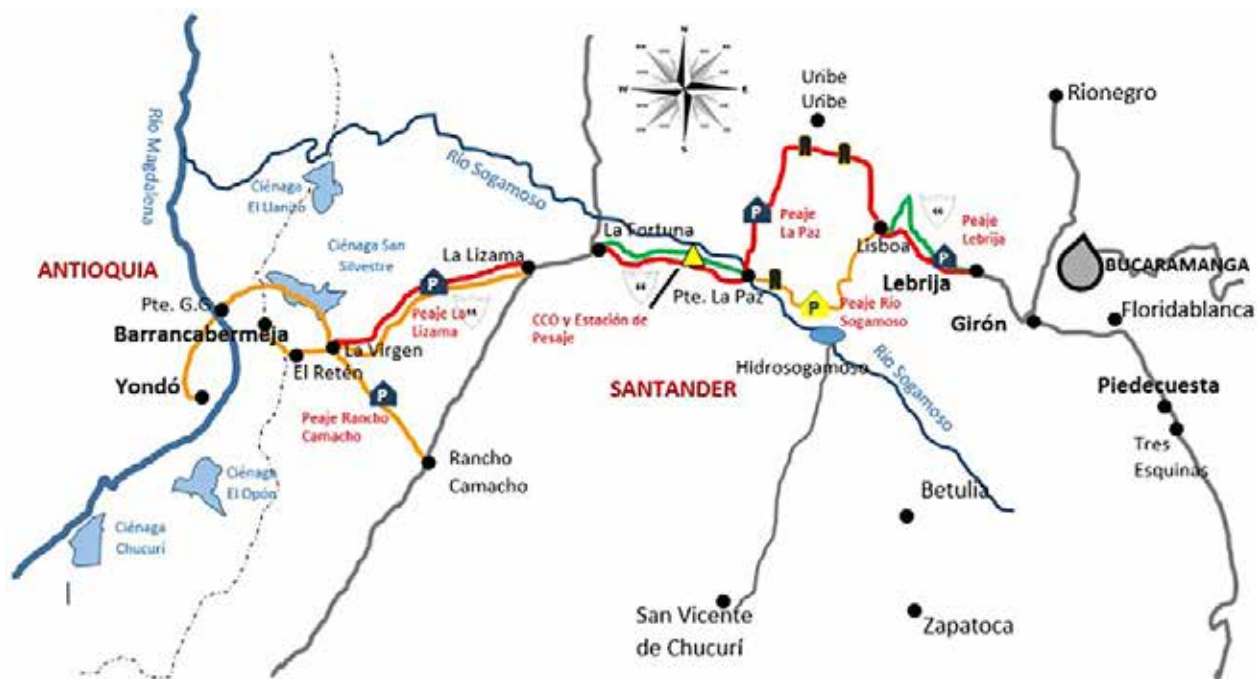 N
W
E
S
Uribe
Uribe
Rionegro
Río Magdalena
Ciénaga
El Llanito
Río Sogamoso
Peaje
La Paz
Peaje
Lebrija
La Fortuna
Lisboa
ANTIOQUIA
Ciénaga San
Silvestre
La Lizama
BUCARAMANGA
Pte. G.G
Pte. La Paz
Lebrija
Floridablanca
Barrancabermeja
Peaje La
Lizama
CCO y Estación de
Pesaje
P
Peaje Río
Sogamoso
Girón
La Virgen
El Retén
Hidrosogamoso
Yondó
SANTANDER
Río Sogamoso
Piedecuesta
Peaje Rancho
Camacho
Tres
Esquinas
Rancho
Camacho
Ciénaga
El Opón
Betulia
Ciénaga
Chucurí
San Vicente
de Chucurí
Zapatoca